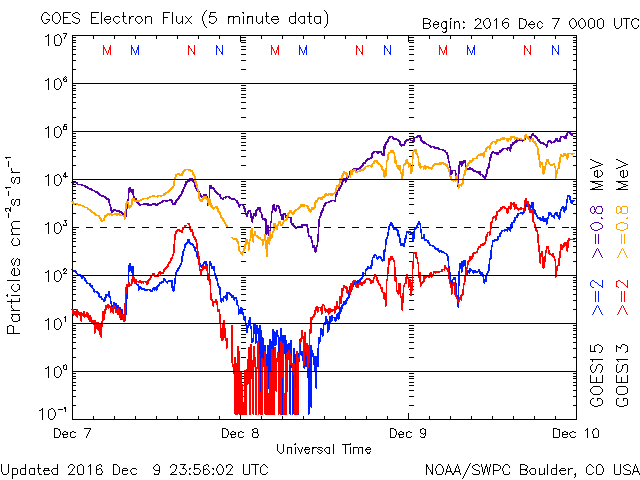 GOES Electron Flux (5 minute data)
Begin: 2016 Dec 7 0000 UTC
10⁷
M M N N M M N N M M N N
10⁶
10⁵
10⁴
10³
10²
10¹
10⁰
10⁻¹
Particles cm⁻²s⁻¹sr⁻¹
GOES15 >=2 >=0.8 MeV
GOES13 >=2 >=0.8 MeV
Dec 7 Dec 8 Dec 9 Dec 10
Universal Time
Updated 2016 Dec 9 23:56:02 UTC
NOAA/SWPC Boulder, CO USA